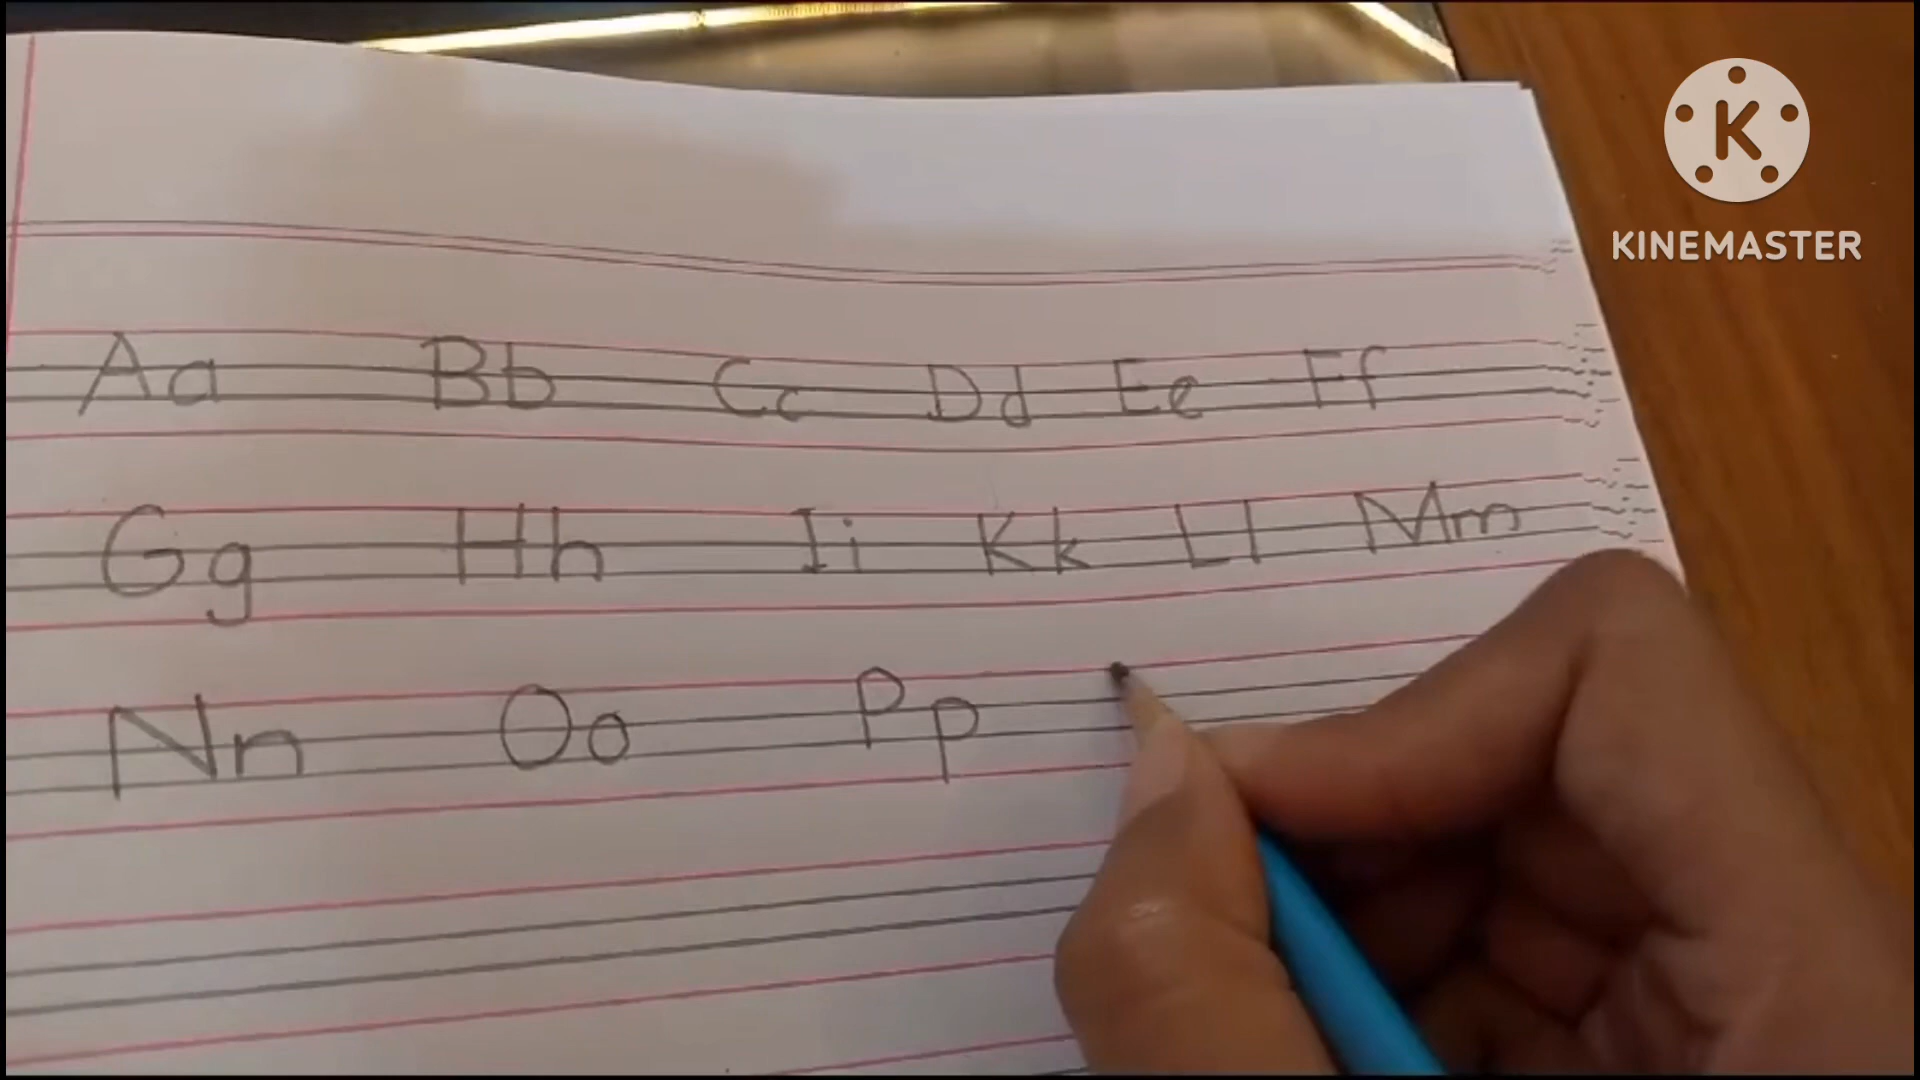 K
KINEMASTER
Aa Bb Cc Dd Ee Ff
Gg Hh Ii Kk Ll Mm
Nn Oo Pp